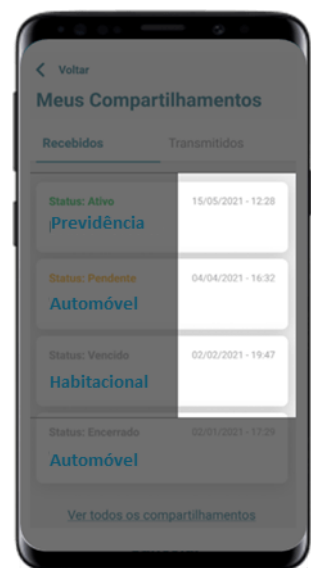 Voltar
Meus Compartilhamentos
Recebidos Transmitidos
Status: Ativo 15/05/2021 - 12:28
Previdência
Status: Pendente 04/04/2021 - 16:32
Automóvel
Status: Vencido 02/02/2021 - 19:47
Habitacional
Status: Encerrado 02/01/2021 - 17:29
Automóvel
Ver todos os compartilhamentos